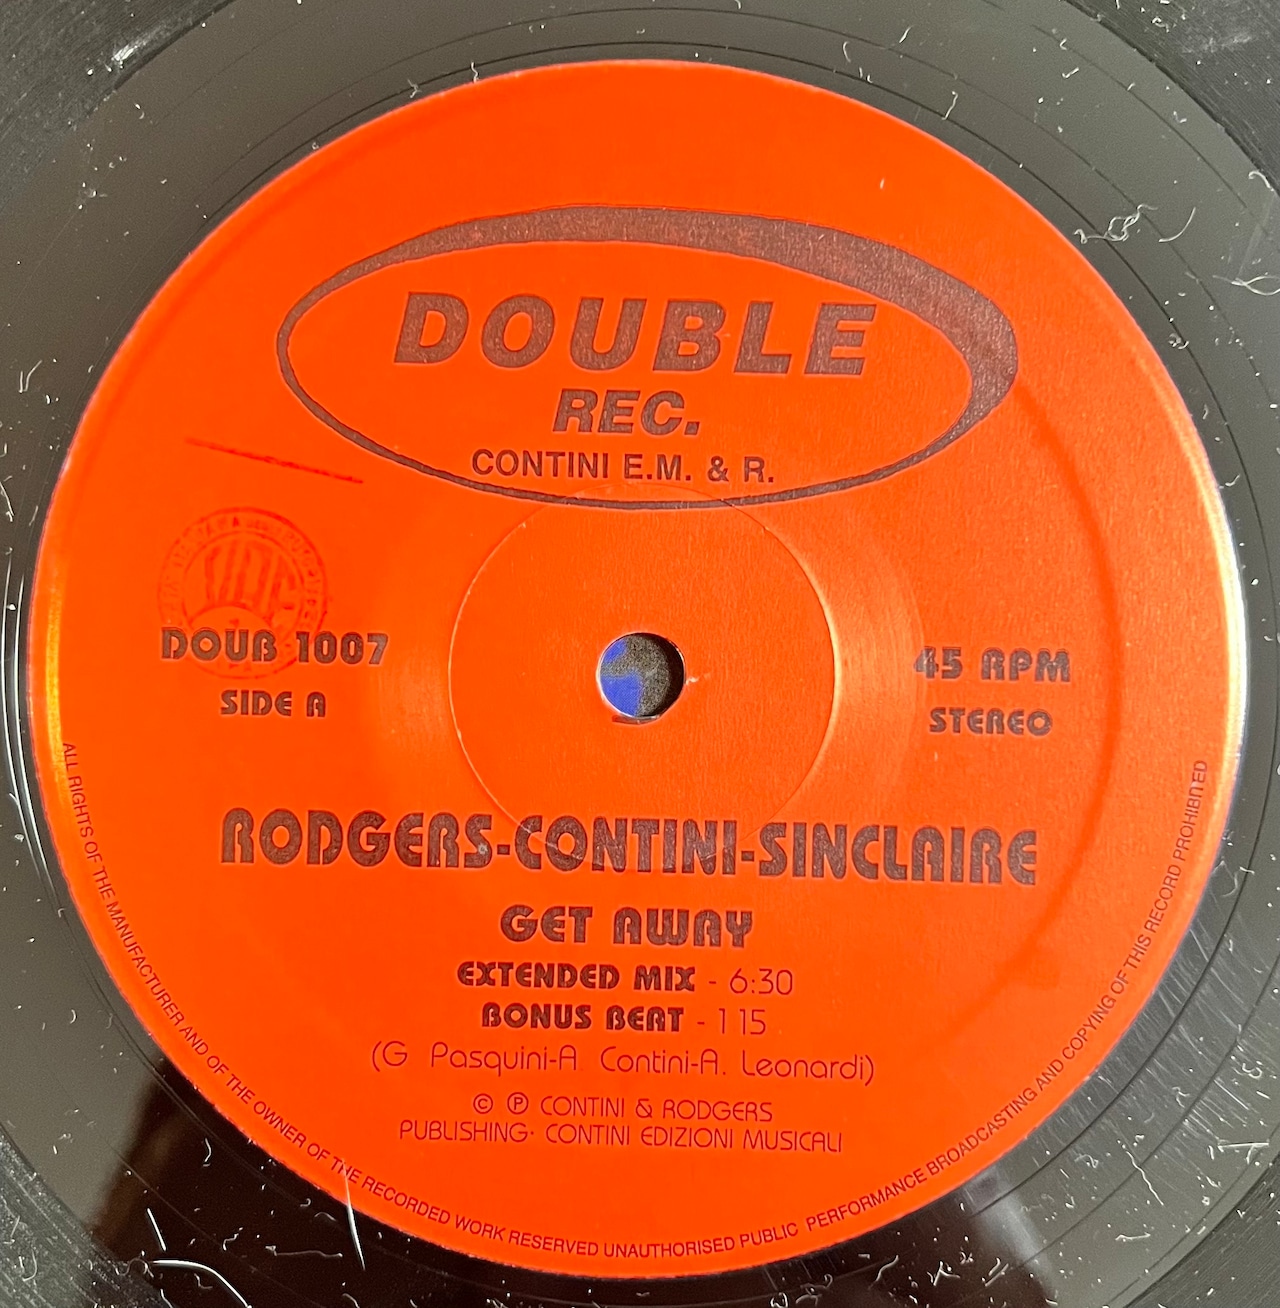 DOUBLE
REC.
CONTINI E.M. & R.
DOUB 1007
SIDE A
45 RPM
STEREO
RODGERS-CONTINI-SINCLAIRE
GET AWAY
EXTENDED MIX - 6:30
BONUS BEAT - 1 15
(G Pasquini-A Contini-A. Leonardi)
© ℗ CONTINI & RODGERS
PUBLISHING· CONTINI EDIZIONI MUSICALI
ALL RIGHTS OF THE MANUFACTURER AND OF THE OWNER OF THE RECORDED WORK RESERVED UNAUTHORISED PUBLIC PERFORMANCE BROADCASTING AND COPYING OF THIS RECORD PROHIBITED